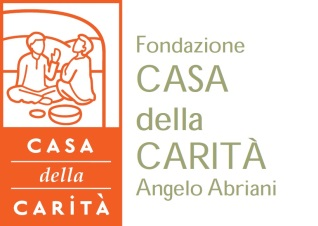 CASA
della
CARITÀ
Fondazione
CASA
della
CARITÀ
Angelo Abriani